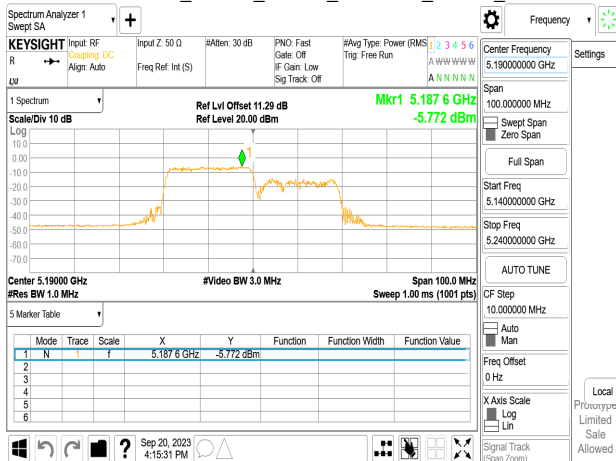 Spectrum Analyzer 1
Swept SA
Frequency
KEYSIGHT
R
LXI
Input: RF
Coupling: DC
Align: Auto
Input Z: 50 Ω
Freq Ref: Int (S)
#Atten: 30 dB
PNO: Fast
Gate: Off
IF Gain: Low
Sig Track: Off
#Avg Type: Power (RMS
Trig: Free Run
1 2 3 4 5 6
A W W W W W
A N N N N N
1 Spectrum
Scale/Div 10 dB
Ref Lvl Offset 11.29 dB
Ref Level 20.00 dBm
Mkr1 5.187 6 GHz
-5.772 dBm
Log
10.0
0.00
-10.0
-20.0
-30.0
-40.0
-50.0
-60.0
-70.0
1
Center 5.19000 GHz
#Res BW 1.0 MHz
#Video BW 3.0 MHz
Span 100.0 MHz
Sweep 1.00 ms (1001 pts)
5 Marker Table
Mode Trace Scale X Y Function Function Width Function Value
1 N 1 f 5.187 6 GHz -5.772 dBm
2
3
4
5
6
Sep 20, 2023
4:15:31 PM
Center Frequency
5.190000000 GHz
Settings
Span
100.000000 MHz
Swept Span
Zero Span
Full Span
Start Freq
5.140000000 GHz
Stop Freq
5.240000000 GHz
AUTO TUNE
CF Step
10.000000 MHz
Auto
Man
Freq Offset
0 Hz
X Axis Scale
Log
Lin
Signal Track
(Span Zoom)
Local
Prototype
Limited
Sale
Allowed